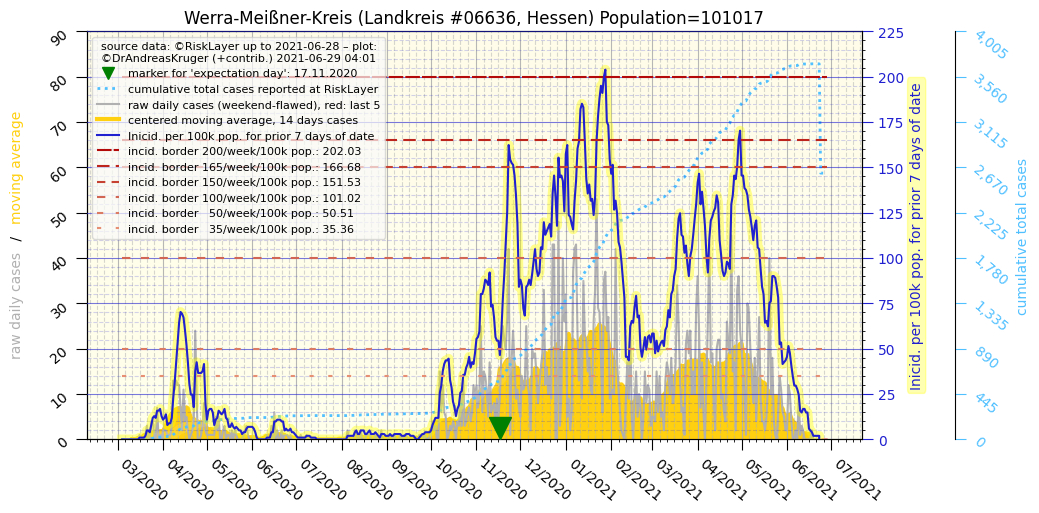 Werra-Meißner-Kreis (Landkreis #06636, Hessen) Population=101017
source data: ©RiskLayer up to 2021-06-28 – plot:
©DrAndreasKruger (+contrib.) 2021-06-29 04:01
marker for 'expectation day': 17.11.2020
cumulative total cases reported at RiskLayer
raw daily cases (weekend-flawed), red: last 5
centered moving average, 14 days cases
Inicid. per 100k pop. for prior 7 days of date
incid. border 200/week/100k pop.: 202.03
incid. border 165/week/100k pop.: 166.68
incid. border 150/week/100k pop.: 151.53
incid. border 100/week/100k pop.: 101.02
incid. border   50/week/100k pop.: 50.51
incid. border   35/week/100k pop.: 35.36
raw daily cases  /  moving average
90
80
70
60
50
40
30
20
10
0
225
200
175
150
125
100
75
50
25
0
Inicid. per 100k pop. for prior 7 days of date
4,005
3,560
3,115
2,670
2,225
1,780
1,335
890
445
0
cumulative total cases
03/2020
04/2020
05/2020
06/2020
07/2020
08/2020
09/2020
10/2020
11/2020
12/2020
01/2021
02/2021
03/2021
04/2021
05/2021
06/2021
07/2021